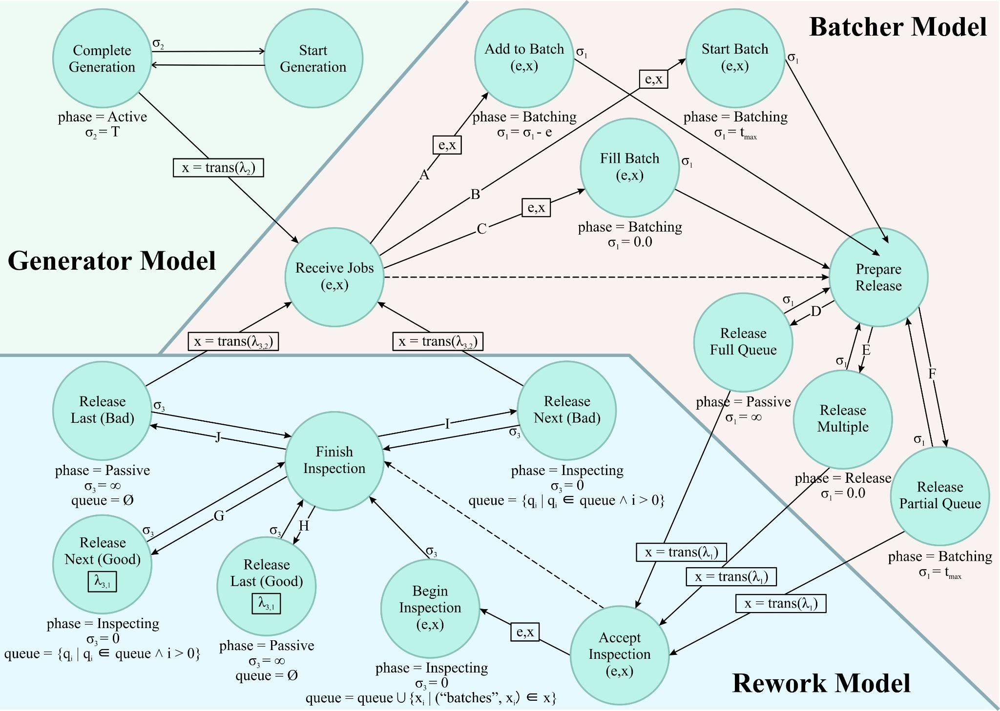 Generator Model
Complete
Generation
σ₂
phase = Active
σ₂ = T
Start
Generation
x = trans(λ₂)
Batcher Model
Add to Batch
(e,x)
σ₁
phase = Batching
σ₁ = σ₁ - e
Start Batch
(e,x)
σ₁
phase = Batching
σ₁ = tₘₐₓ
Fill Batch
(e,x)
σ₁
phase = Batching
σ₁ = 0.0
e,x
e,x
e,x
A
B
C
Receive Jobs
(e,x)
Prepare
Release
σ₁
D
Release
Full Queue
phase = Passive
σ₁ = ∞
σ₁
E
Release
Multiple
phase = Release
σ₁ = 0.0
σ₁
F
Release
Partial Queue
phase = Batching
σ₁ = tₘₐₓ
x = trans(λ₃,₂)
x = trans(λ₃,₂)
Release
Last (Bad)
σ₃
J
phase = Passive
σ₃ = ∞
queue = Ø
Finish
Inspection
I
Release
Next (Bad)
σ₃
phase = Inspecting
σ₃ = 0
queue = {qᵢ | qᵢ ∈ queue ^ i > 0}
G
Release
Next (Good)
λ₃,₁
σ₃
phase = Inspecting
σ₃ = 0
queue = {qᵢ | qᵢ ∈ queue ^ i > 0}
H
Release
Last (Good)
λ₃,₁
σ₃
phase = Passive
σ₃ = ∞
queue = Ø
Begin
Inspection
(e,x)
σ₃
phase = Inspecting
σ₃ = 0
queue = queue ∪ {xᵢ | (“batches”, xᵢ) ∈ x}
e,x
Accept
Inspection
(e,x)
x = trans(λ₁)
x = trans(λ₁)
x = trans(λ₁)
Rework Model